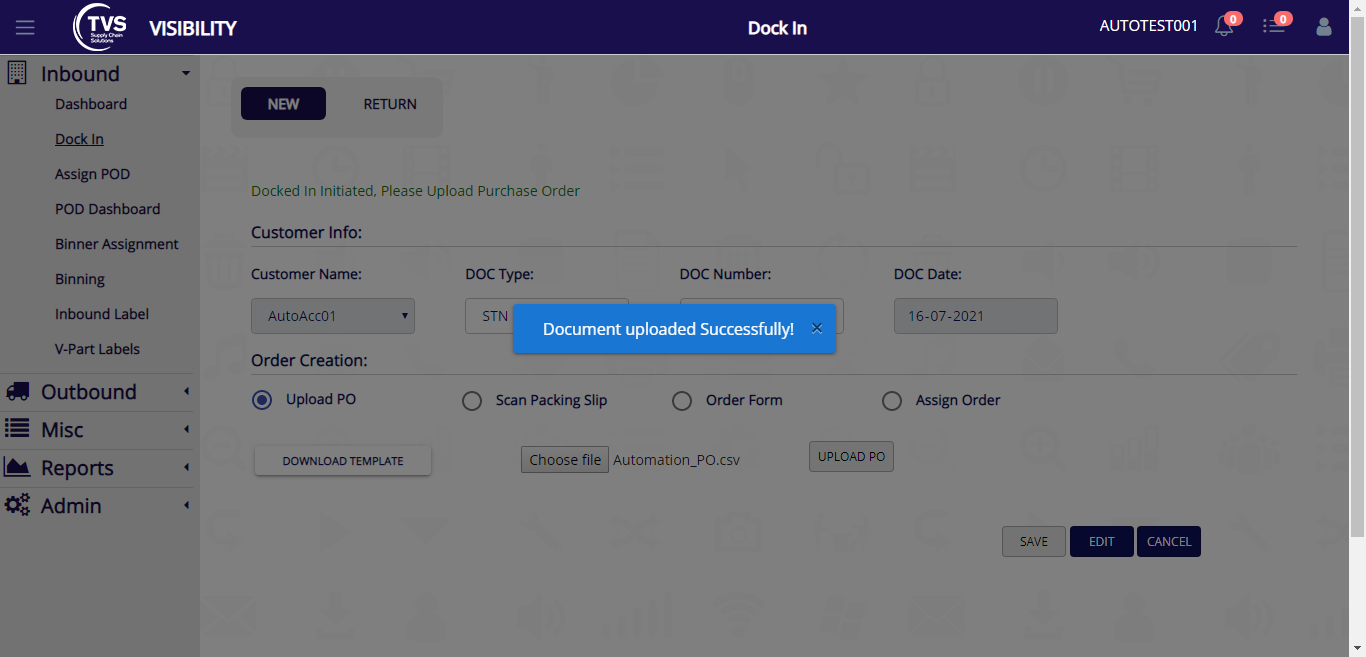 TVS
Supply Chain
Solutions
VISIBILITY
Dock In
AUTOTEST001
0
0
Inbound
Dashboard
Dock In
Assign POD
POD Dashboard
Binner Assignment
Binning
Inbound Label
V-Part Labels
Outbound
Misc
Reports
Admin
NEW
RETURN
Docked In Initiated, Please Upload Purchase Order
Customer Info:
Customer Name:
DOC Type:
DOC Number:
DOC Date:
AutoAcc01
STN
16-07-2021
Document uploaded Successfully! ×
Order Creation:
Upload PO
Scan Packing Slip
Order Form
Assign Order
DOWNLOAD TEMPLATE
Choose file Automation_PO.csv
UPLOAD PO
SAVE
EDIT
CANCEL